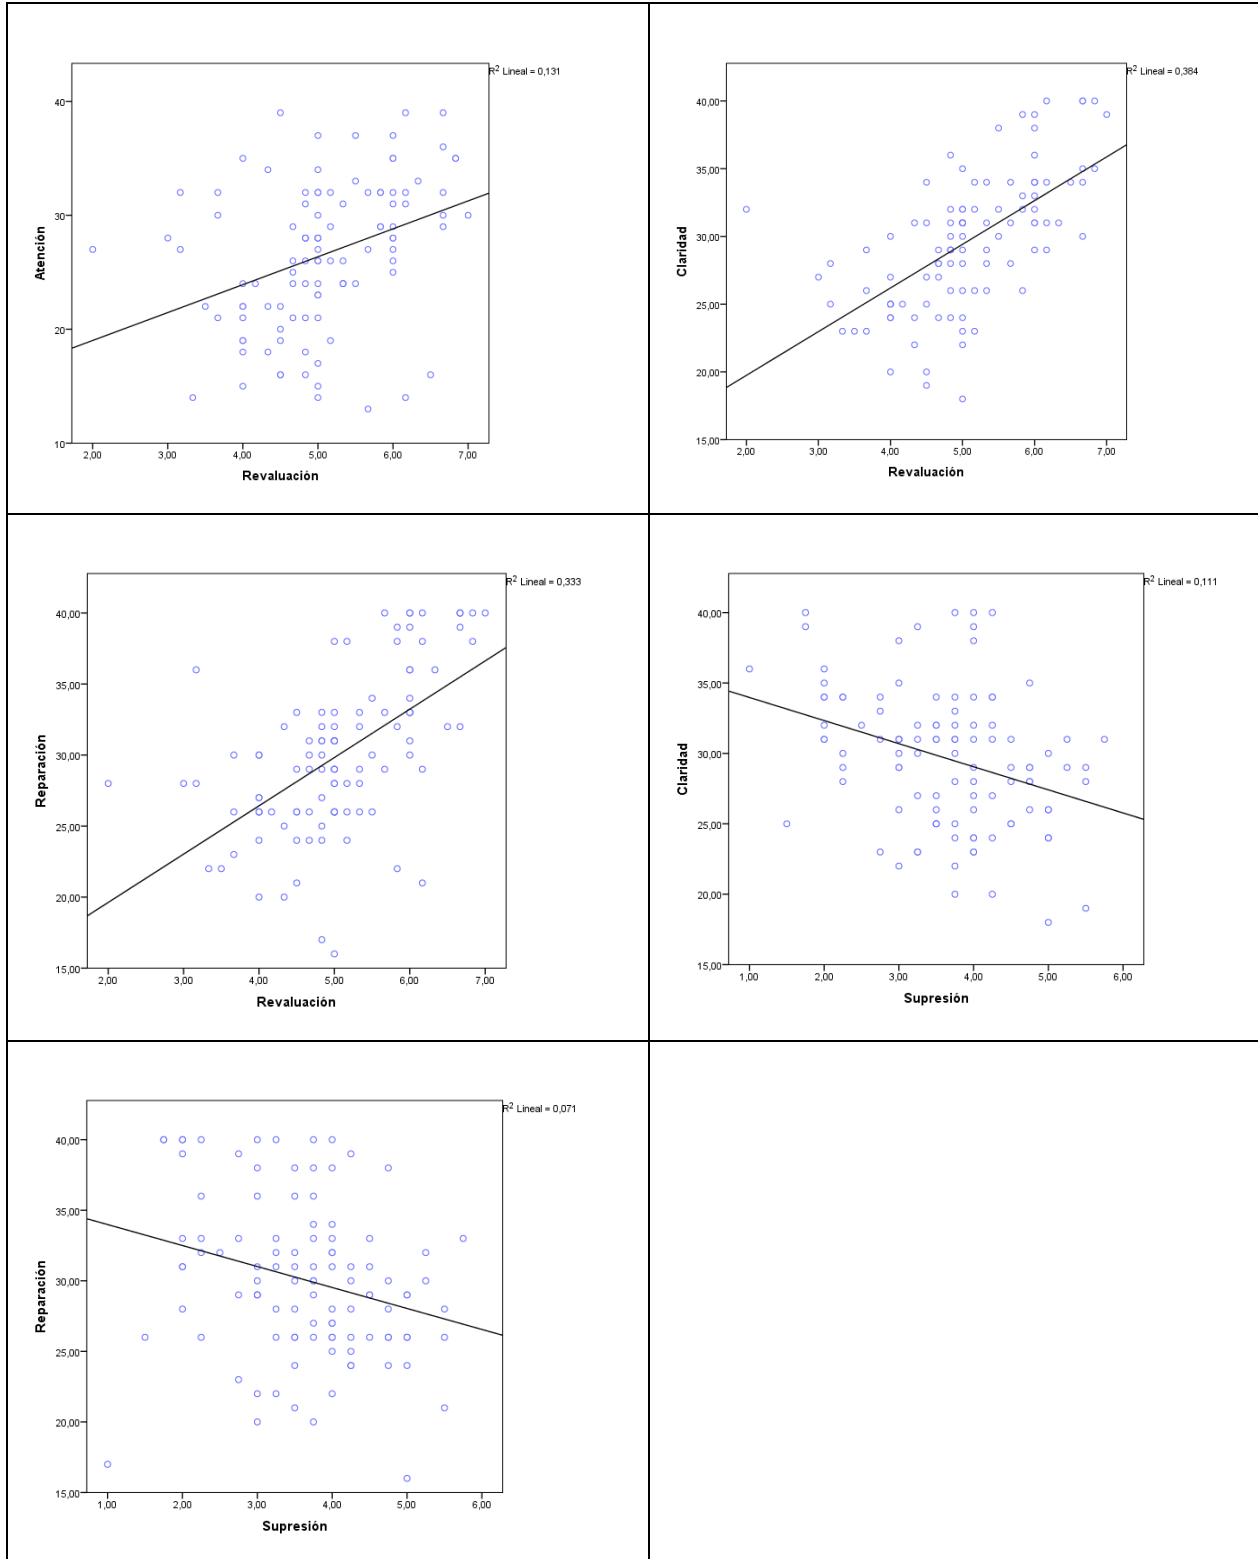 R² Lineal = 0,131
40
30
20
10
Atención
2,00 3,00 4,00 5,00 6,00 7,00
Revaluación
R² Lineal = 0,384
40,00
35,00
30,00
25,00
20,00
15,00
Claridad
2,00 3,00 4,00 5,00 6,00 7,00
Revaluación
R² Lineal = 0,333
40,00
35,00
30,00
25,00
20,00
15,00
Reparación
2,00 3,00 4,00 5,00 6,00 7,00
Revaluación
R² Lineal = 0,111
40,00
35,00
30,00
25,00
20,00
15,00
Claridad
1,00 2,00 3,00 4,00 5,00 6,00
Supresión
R² Lineal = 0,071
40,00
35,00
30,00
25,00
20,00
15,00
Reparación
1,00 2,00 3,00 4,00 5,00 6,00
Supresión